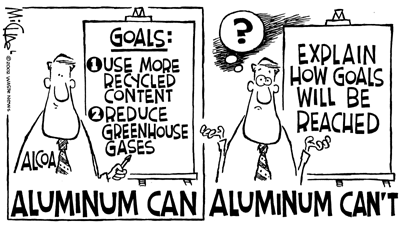 GOALS:
1 USE MORE
RECYCLED
CONTENT
2 REDUCE
GREENHOUSE
GASES
ALCOA
ALUMINUM CAN
?
EXPLAIN
HOW GOALS
WILL BE
REACHED
ALUMINUM CAN'T